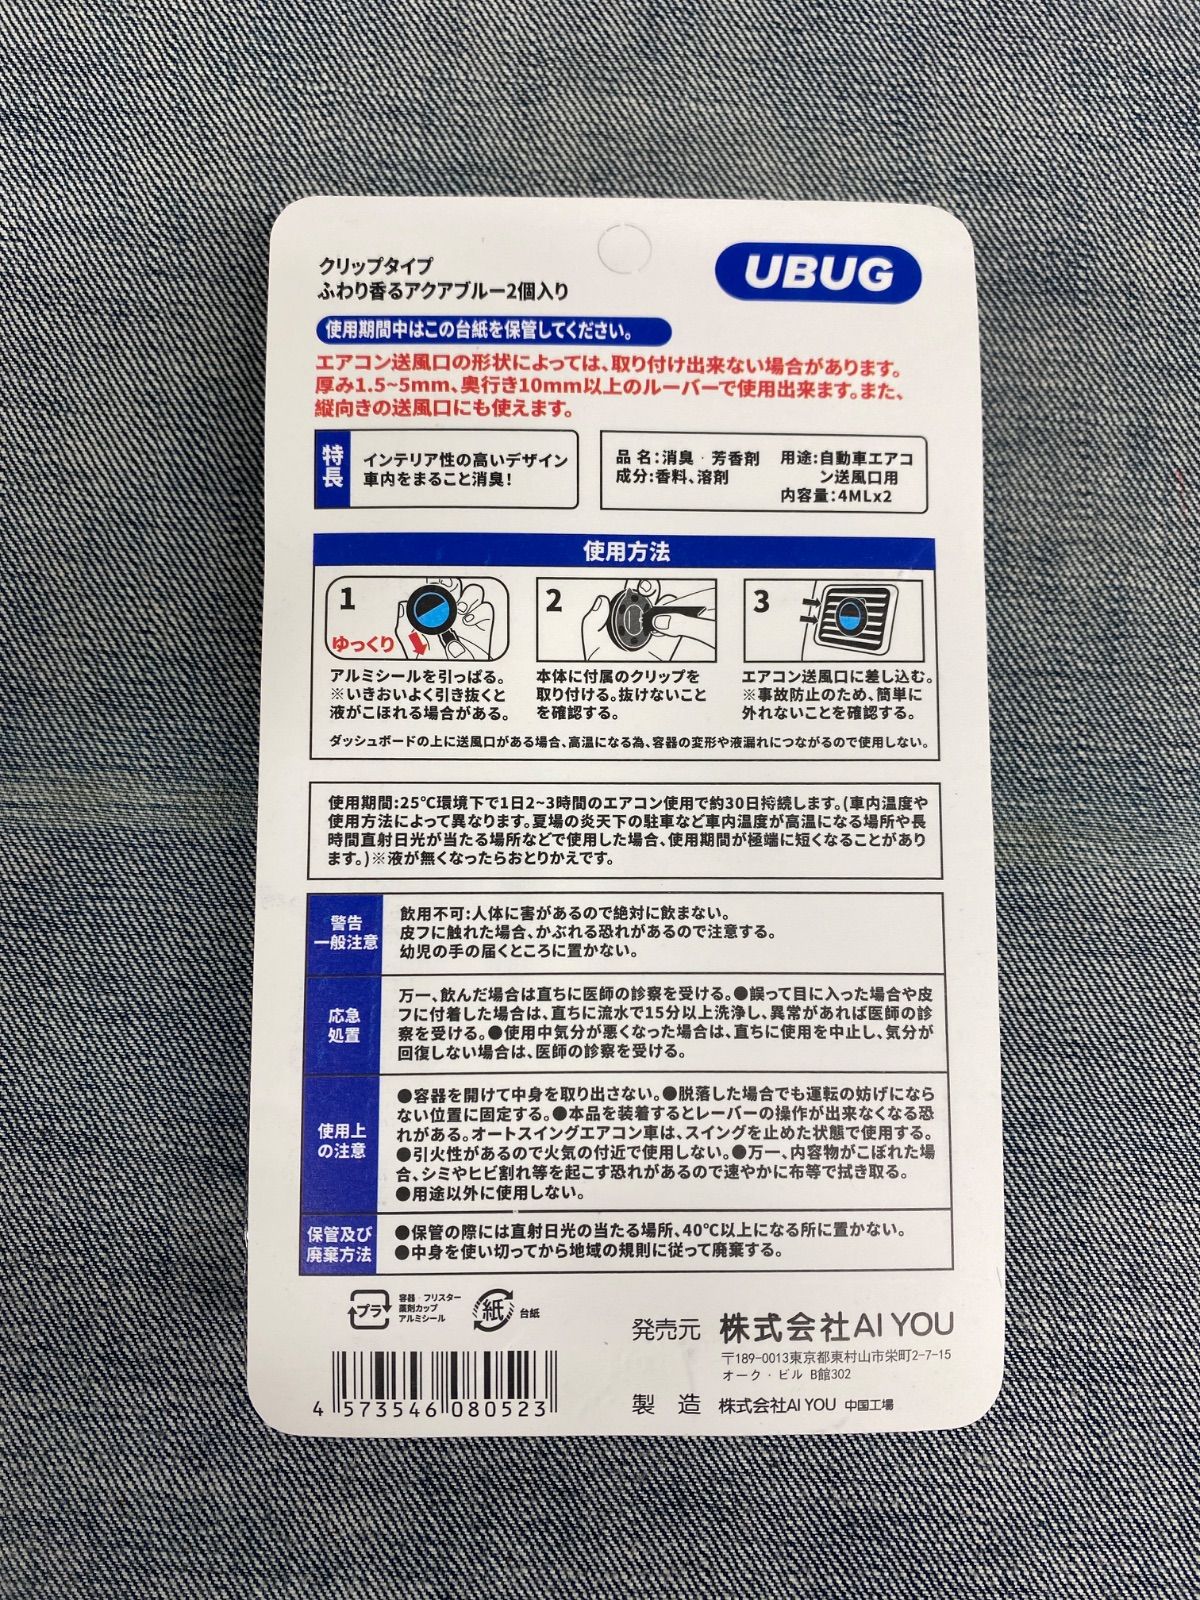 クリップタイプ
ふわり香るアクアブルー2個入り
UBUG
使用期間中はこの台紙を保管してください。
エアコン送風口の形状によっては、取り付け出来ない場合があります。
厚み1.5~5mm、奥行き10mm以上のルーバーで使用出来ます。また、
縦向きの送風口にも使えます。
特長
インテリア性の高いデザイン
車内をまるごと消臭!
品 名:消臭・芳香剤
成分:香料、溶剤
用途:自動車エアコ
ン送風口用
内容量:4MLx2
使用方法
1
ゆっくり
アルミシールを引っぱる。
※いきおいよく引き抜くと
液がこぼれる場合がある。
2
本体に付属のクリップを
取り付ける。抜けないこと
を確認する。
3
エアコン送風口に差し込む。
※事故防止のため、簡単に
外れないことを確認する。
ダッシュボードの上に送風口がある場合、高温になる為、容器の変形や液漏れにつながるので使用しない。
使用期間:25℃環境下で1日2~3時間のエアコン使用で約30日持続します。(車内温度や
使用方法によって異なります。夏場の炎天下の駐車など車内温度が高温になる場所や長
時間直射日光が当たる場所などで使用した場合、使用期間が極端に短くなることがあり
ます。)※液が無くなったらおとりかえです。
警告
一般注意
飲用不可:人体に害があるので絶対に飲まない。
皮フに触れた場合、かぶれる恐れがあるので注意する。
幼児の手の届くところに置かない。
応急
処置
万一、飲んだ場合は直ちに医師の診察を受ける。●誤って目に入った場合や皮
フに付着した場合は、直ちに流水で15分以上洗浄し、異常があれば医師の診
察を受ける。●使用中気分が悪くなった場合は、直ちに使用を中止し、気分が
回復しない場合は、医師の診察を受ける。
使用上
の注意
●容器を開けて中身を取り出さない。●脱落した場合でも運転の妨げになら
ない位置に固定する。●本品を装着するとレーバーの操作が出来なくなる恐
れがある。オートスイングエアコン車は、スイングを止めた状態で使用する。
●引火性があるので火気の付近で使用しない。●万一、内容物がこぼれた場
合、シミやヒビ割れ等を起こす恐れがあるので速やかに布等で拭き取る。
●用途以外に使用しない。
保管及び
廃棄方法
●保管の際には直射日光の当たる場所、40℃以上になる所に置かない。
●中身を使い切ってから地域の規則に従って廃棄する。
プラ
容器・フリスター
薬剤カップ
アルミシール
紙
台紙
発売元 株式会社AI YOU
〒189-0013東京都東村山市栄町2-7-15
オーク・ビル B館302
製 造 株式会社AI YOU 中国工場
4 573546 080523